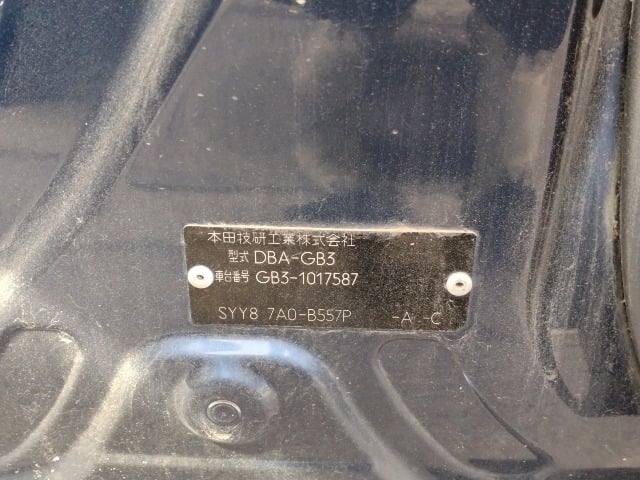 本田技研工業株式会社
型式 DBA-GB3
車台番号 GB3-1017587
SYY8 7A0-B557P -A -C